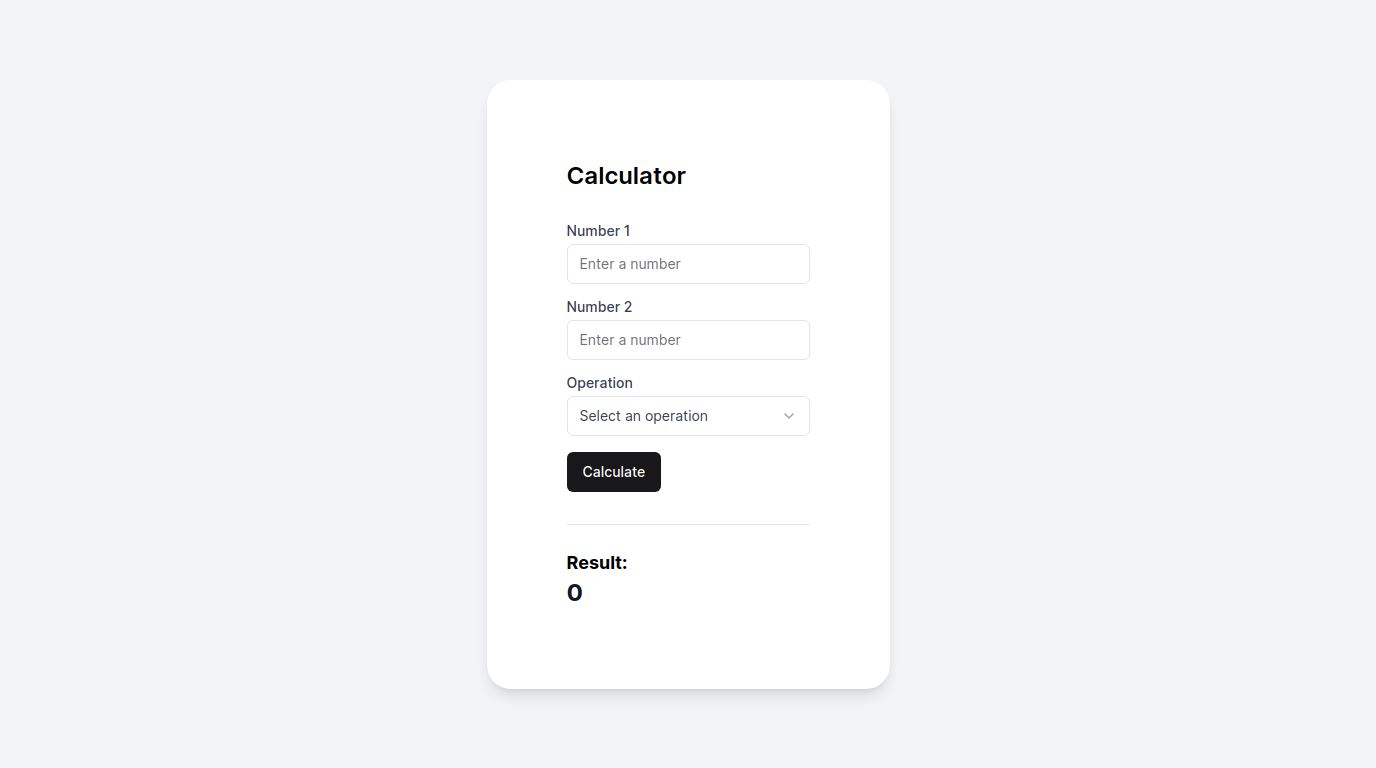 Calculator
Number 1
Enter a number
Number 2
Enter a number
Operation
Select an operation
Calculate
Result:
0